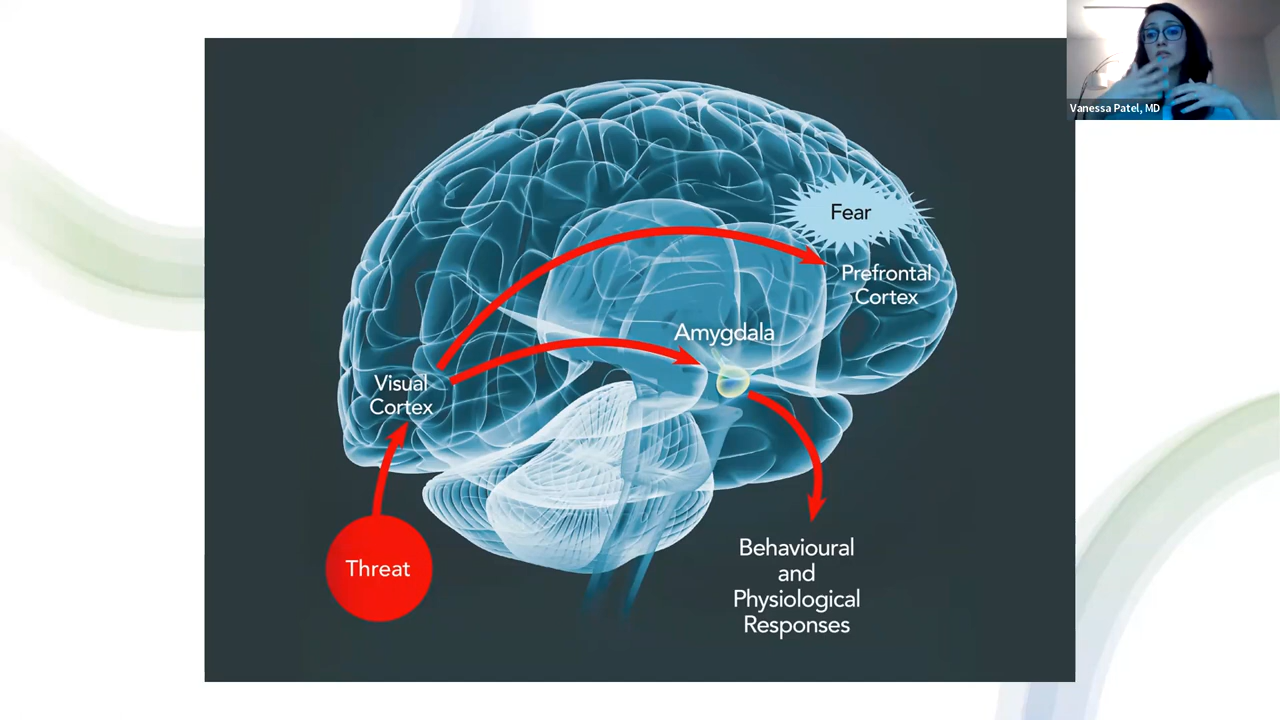 Vanessa Patel, MD
Fear
Prefrontal
Cortex
Amygdala
Visual
Cortex
Threat
Behavioural
and
Physiological
Responses